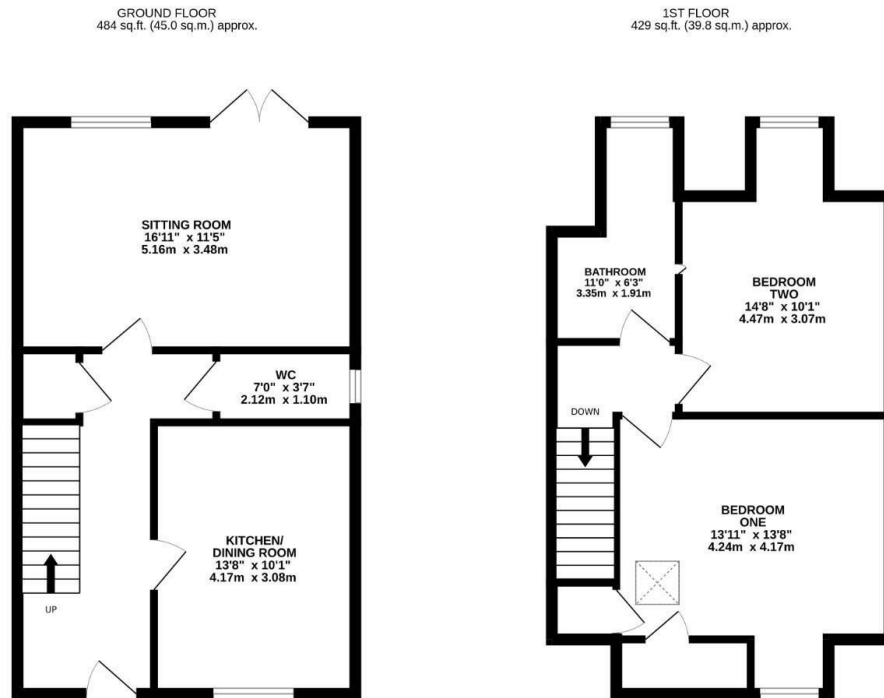 GROUND FLOOR
484 sq.ft. (45.0 sq.m.) approx.
1ST FLOOR
429 sq.ft. (39.8 sq.m.) approx.
SITTING ROOM
16'11" x 11'5"
5.16m x 3.48m
WC
7'0" x 3'7"
2.12m x 1.10m
KITCHEN/
DINING ROOM
13'8" x 10'1"
4.17m x 3.08m
UP
BATHROOM
11'0" x 6'3"
3.35m x 1.91m
BEDROOM
TWO
14'8" x 10'1"
4.47m x 3.07m
DOWN
BEDROOM
ONE
13'11" x 13'8"
4.24m x 4.17m